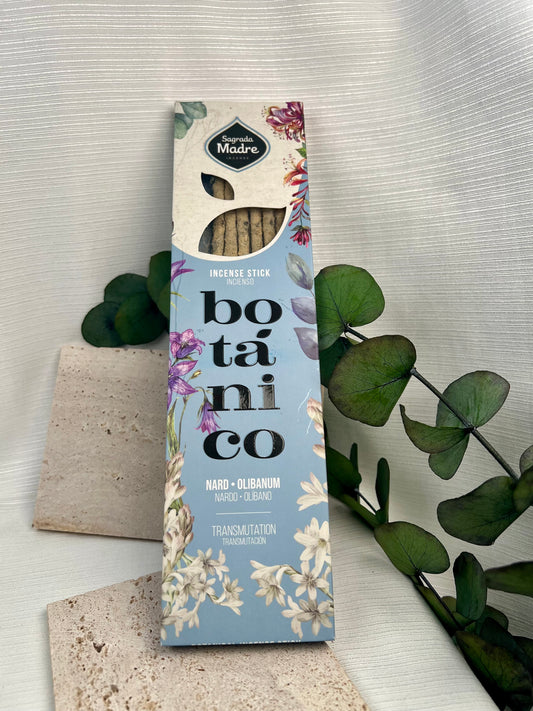 Sagrada
Madre
INCENSE
INCENSE STICK
INCIENSO
bo
tá
ni
co
NARD • OLIBANUM
NARDO • OLÍBANO
TRANSMUTATION
TRANSMUTACIÓN